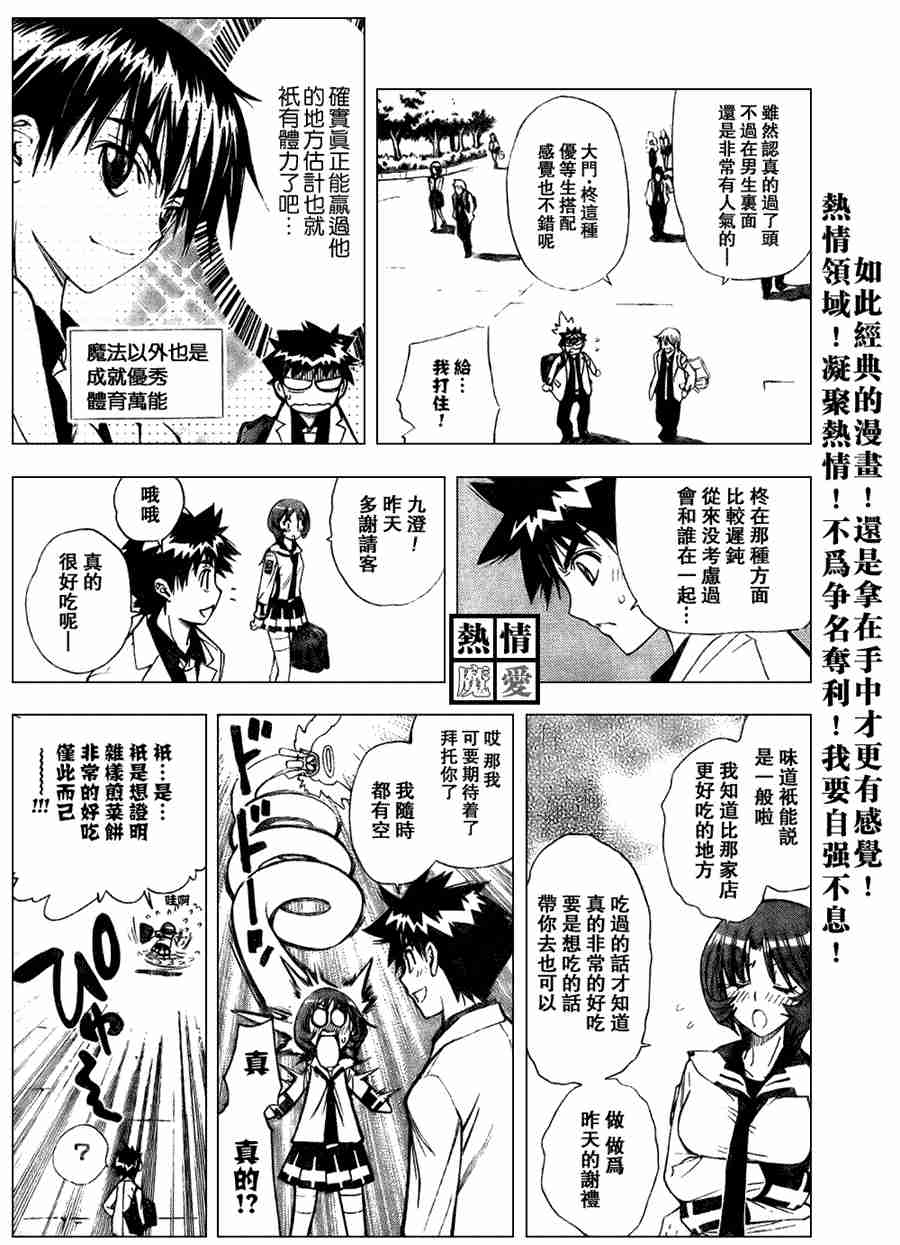 如此經典的漫畫！還是拿在手中才更有感覺！
熱情領域！凝聚熱情！不爲争名奪利！我要自强不息！
雖然認真的過了頭
不過在男生裏面
還是非常有人氣的—
大門·柊這種
優等生搭配
感覺也不錯呢
給…
我打住！
確實眞正能贏過他
的地方估計也就
衹有體力了吧…
魔法以外也是
成就優秀
體育萬能
柊在那種方面
比較遲鈍
從來没考慮過
會和誰在一起…
九澄！
昨天
多謝請客
哦哦
真的
很好吃呢—
熱情
魔愛
味道衹能説
是一般啦
我知道比那家店
更好吃的地方
吃過的話才知道
真的非常的好吃
要是想吃的話
帶你去也可以
做 做爲
昨天的謝禮
哎那我
可要期待着了
拜托你了
我隨時
都有空
ドドドド
真
真的!?
衹…是…
衹是想證明
雜樣煎菜餅
非常的好吃
僅此而己
~~~~!!!
哇啊
ぴゅ~
？